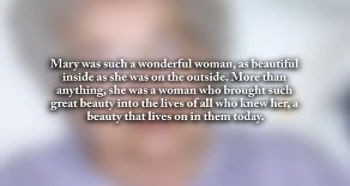 Mary was such a wonderful woman, as beautiful
inside as she was on the outside. More than
anything, she was a woman who brought such
great beauty into the lives of all who knew her, a
beauty that lives on in them today.